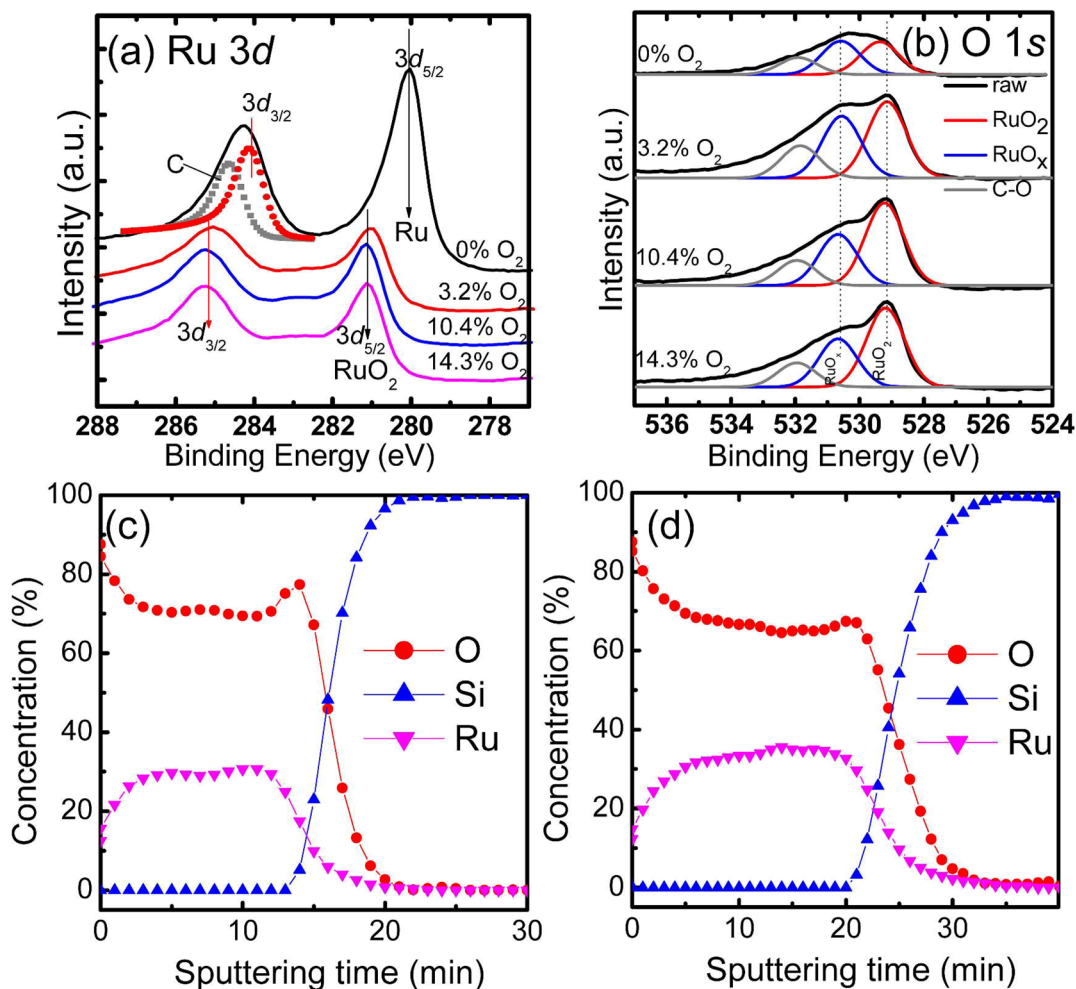 (a) Ru 3d
3d₅/₂
3d₃/₂
C
Ru
0% O₂
3.2% O₂
10.4% O₂
14.3% O₂
3d₃/₂
3d₅/₂
RuO₂
Intensity (a.u.)
288 286 284 282 280 278
Binding Energy (eV)
(b) O 1s
0% O₂
raw
RuO₂
RuOₓ
C-O
3.2% O₂
10.4% O₂
14.3% O₂
RuOₓ
RuO₂
Intensity (a.u.)
536 534 532 530 528 526 524
Binding Energy (eV)
(c)
100
80
60
40
20
0
O
Si
Ru
Concentration (%)
0 10 20 30
Sputtering time (min)
(d)
100
80
60
40
20
0
O
Si
Ru
Concentration (%)
0 10 20 30
Sputtering time (min)